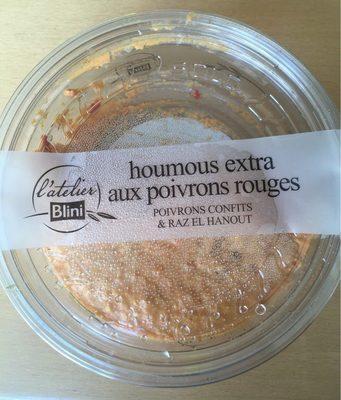 l'atelier
Blini
houmous extra
aux poivrons rouges
POIVRONS CONFITS
& RAZ EL HANOUT